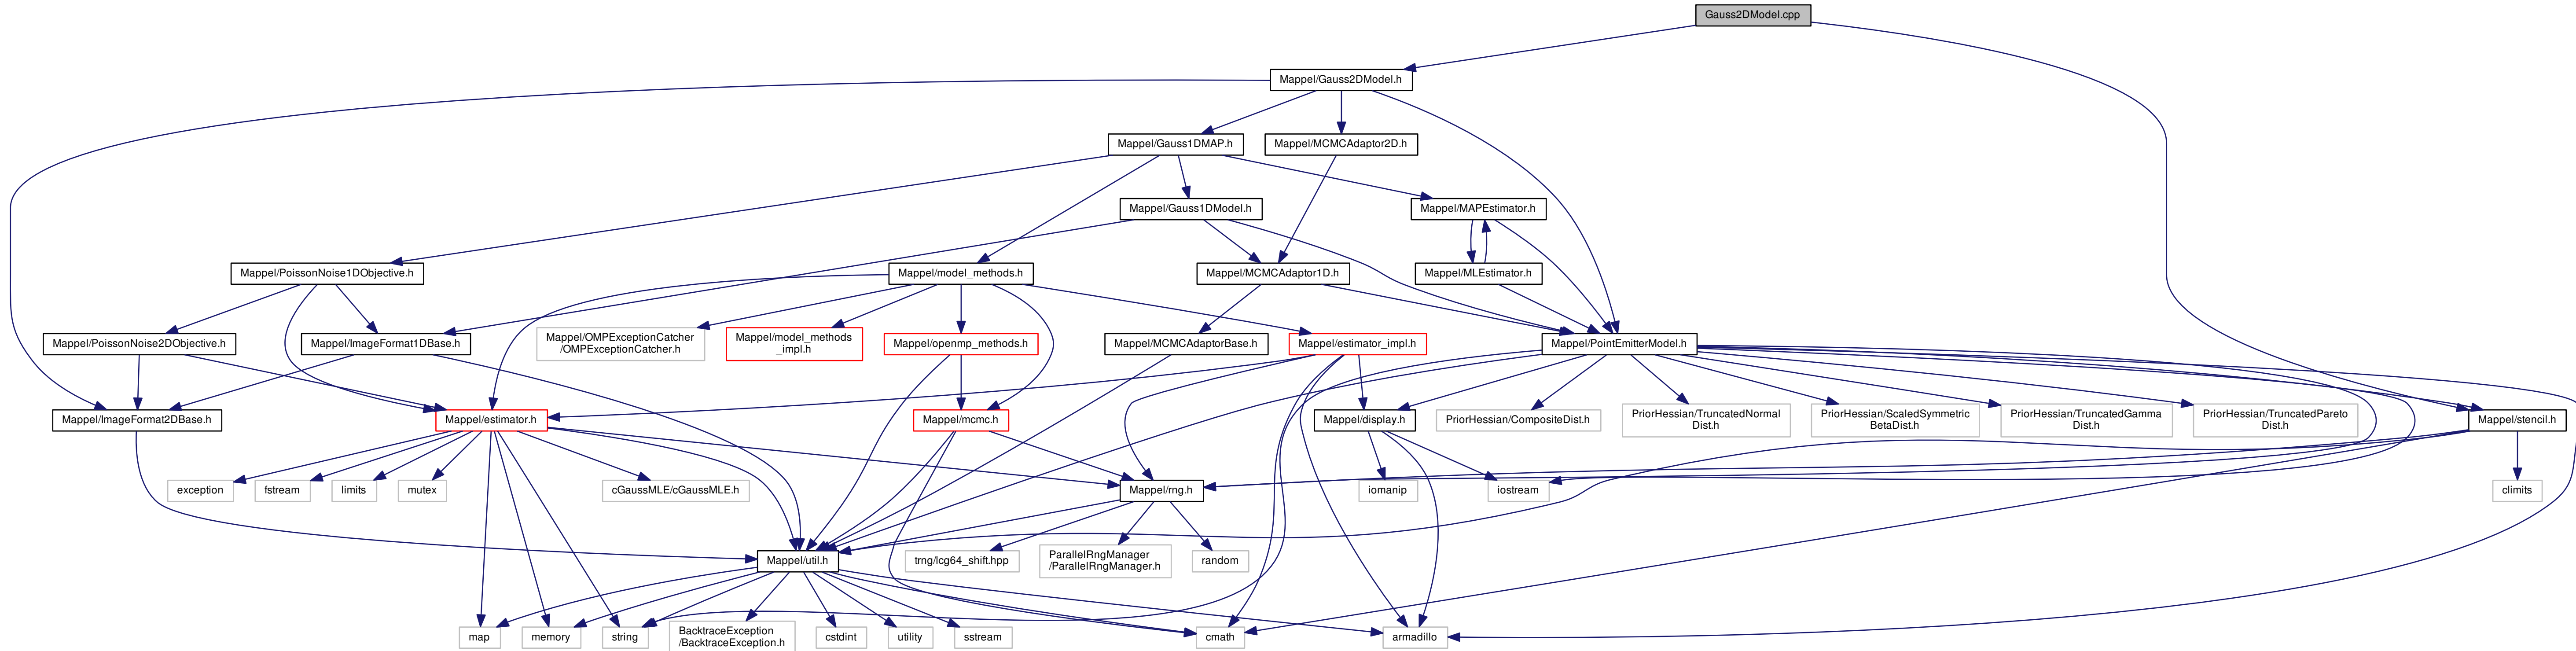 Gauss2DModel.cpp
Mappel/Gauss2DModel.h
Mappel/Gauss1DMAP.h
Mappel/MCMCAdaptor2D.h
Mappel/Gauss1DModel.h
Mappel/MAPEstimator.h
Mappel/PoissonNoise1DObjective.h
Mappel/model_methods.h
Mappel/MCMCAdaptor1D.h
Mappel/MLEstimator.h
Mappel/PoissonNoise2DObjective.h
Mappel/ImageFormat1DBase.h
Mappel/OMPExceptionCatcher
/OMPExceptionCatcher.h
Mappel/model_methods
_impl.h
Mappel/openmp_methods.h
Mappel/MCMCAdaptorBase.h
Mappel/estimator_impl.h
Mappel/PointEmitterModel.h
Mappel/ImageFormat2DBase.h
Mappel/estimator.h
Mappel/mcmc.h
Mappel/display.h
PriorHessian/CompositeDist.h
PriorHessian/TruncatedNormal
Dist.h
PriorHessian/ScaledSymmetric
BetaDist.h
PriorHessian/TruncatedGamma
Dist.h
PriorHessian/TruncatedPareto
Dist.h
Mappel/stencil.h
exception
fstream
limits
mutex
cGaussMLE/cGaussMLE.h
Mappel/rng.h
iomanip
iostream
climits
Mappel/util.h
trng/lcg64_shift.hpp
ParallelRngManager
/ParallelRngManager.h
random
map
memory
string
BacktraceException
/BacktraceException.h
cstdint
utility
sstream
cmath
armadillo